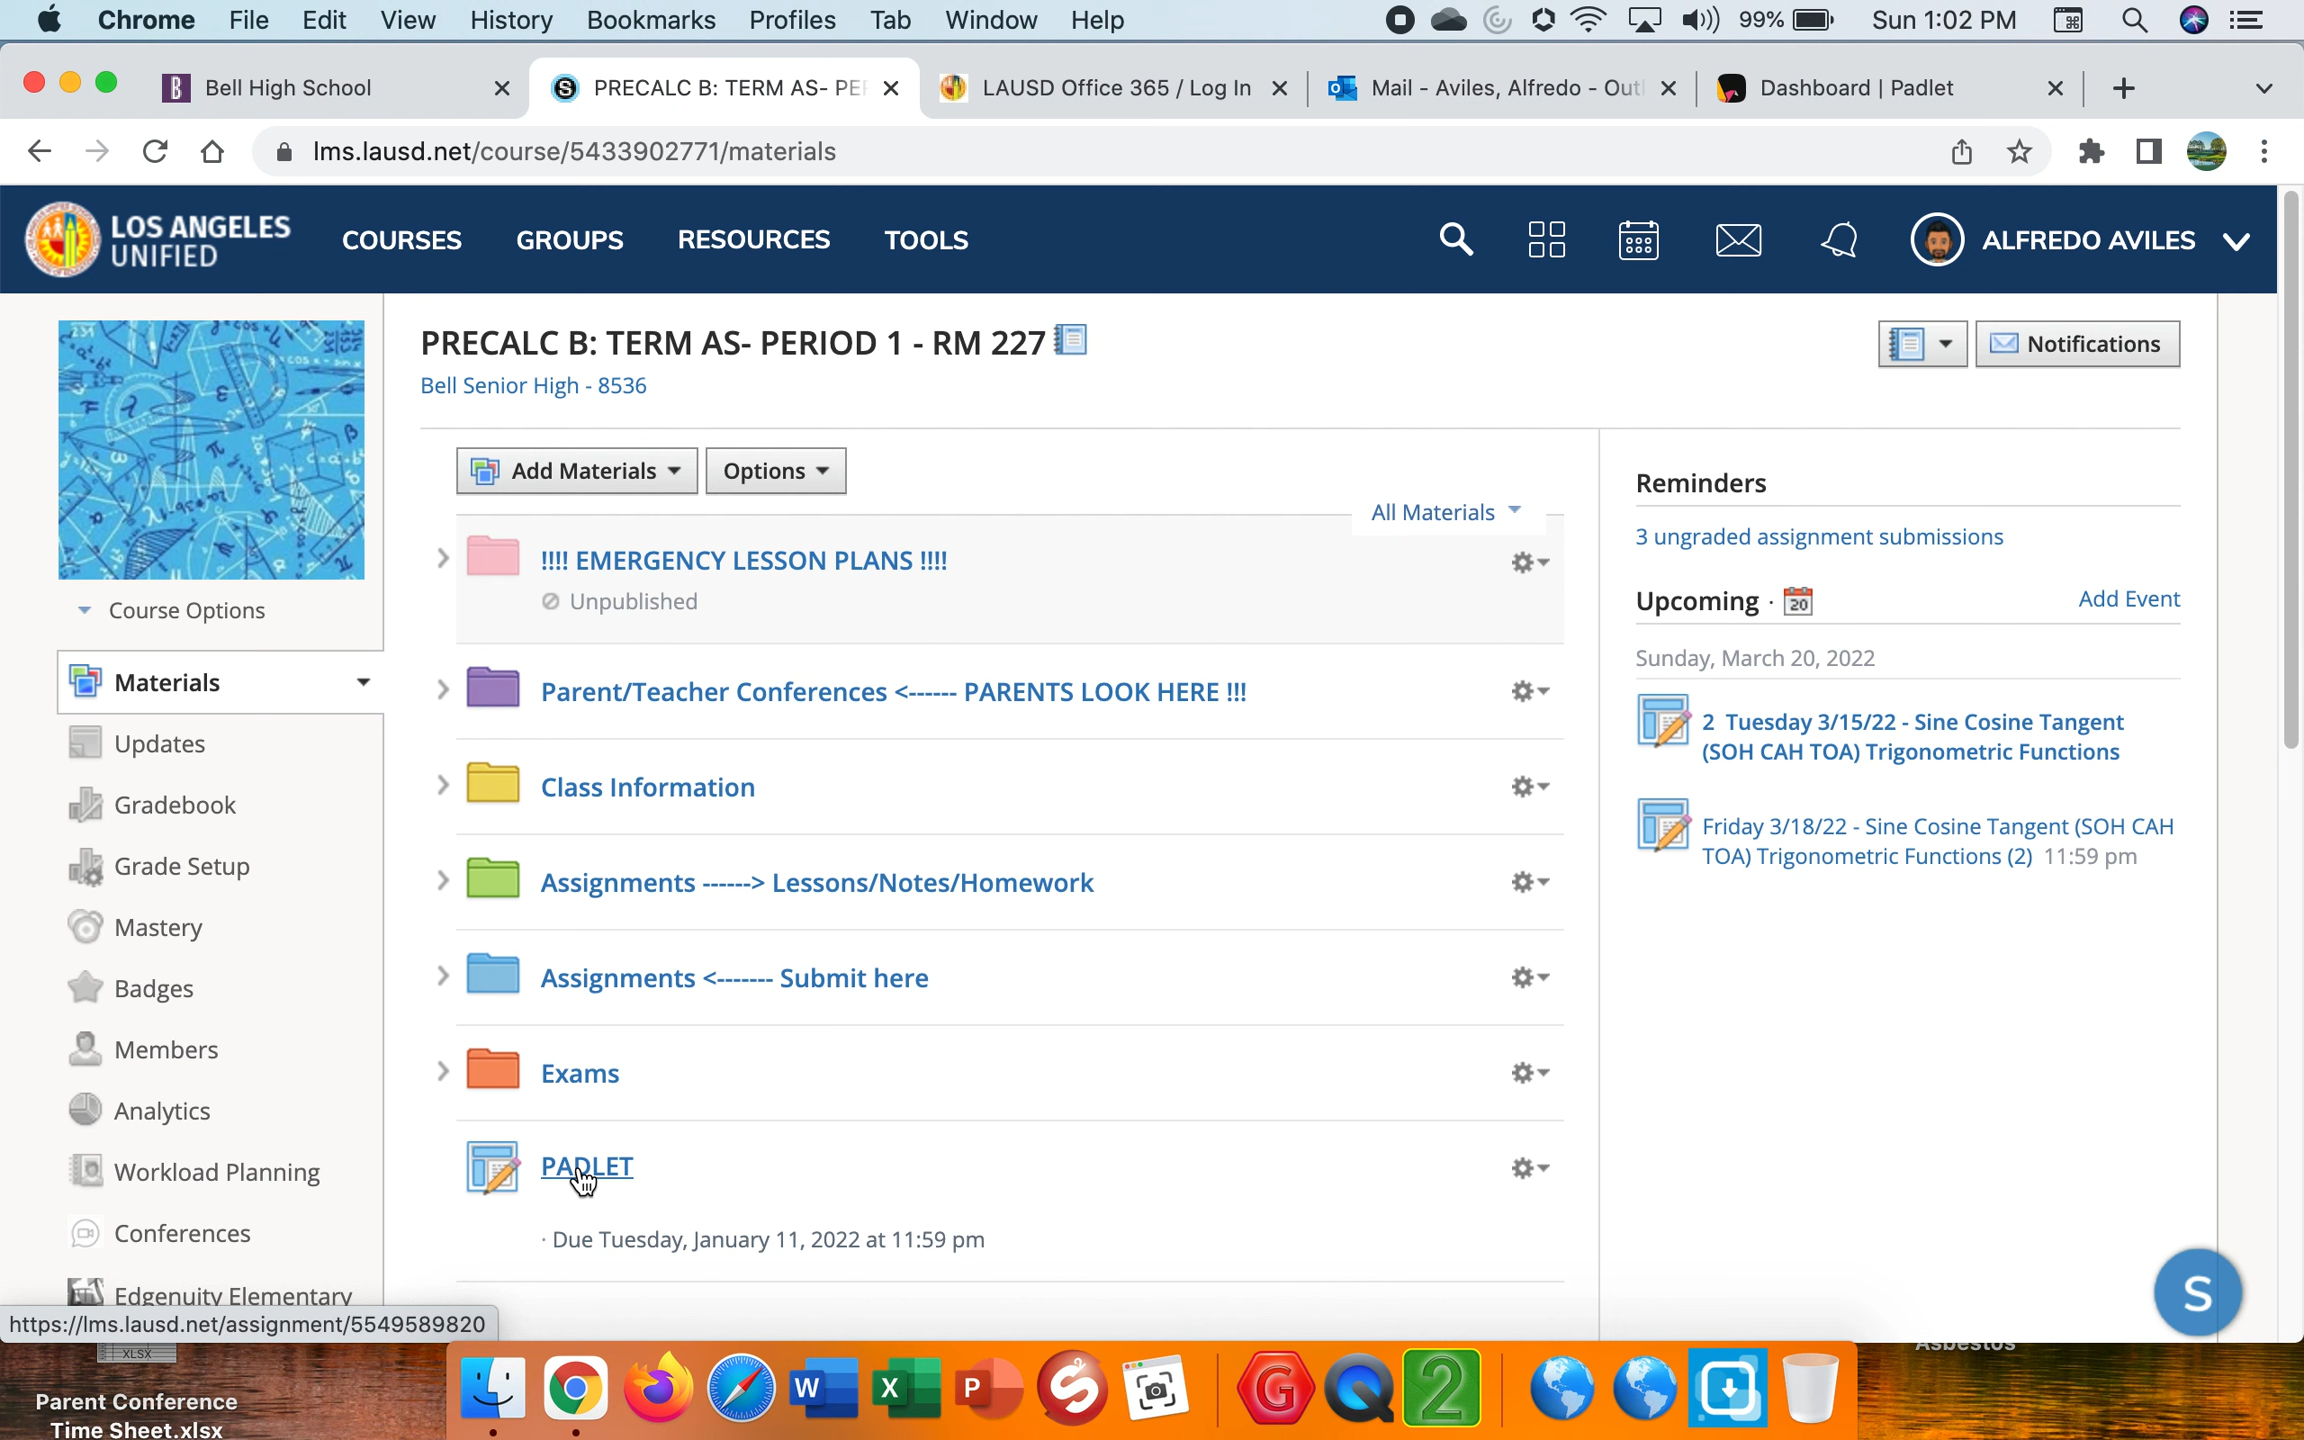 Chrome File Edit View History Bookmarks Profiles Tab Window Help 99% Sun 1:02 PM
Bell High School
PRECALC B: TERM AS- PE
LAUSD Office 365 / Log In
Mail - Aviles, Alfredo - Out
Dashboard | Padlet
lms.lausd.net/course/5433902771/materials
LOS ANGELES
UNIFIED
COURSES GROUPS RESOURCES TOOLS
ALFREDO AVILES
PRECALC B: TERM AS- PERIOD 1 - RM 227
Bell Senior High - 8536
Notifications
Course Options
Materials
Updates
Gradebook
Grade Setup
Mastery
Badges
Members
Analytics
Workload Planning
Conferences
Edgenuity Elementary
https://lms.lausd.net/assignment/5549589820
Add Materials
Options
All Materials
!!!! EMERGENCY LESSON PLANS !!!!
Unpublished
Parent/Teacher Conferences <------ PARENTS LOOK HERE !!!
Class Information
Assignments ------> Lessons/Notes/Homework
Assignments <------- Submit here
Exams
PADLET
· Due Tuesday, January 11, 2022 at 11:59 pm
Reminders
3 ungraded assignment submissions
Upcoming · 20
Add Event
Sunday, March 20, 2022
2 Tuesday 3/15/22 - Sine Cosine Tangent
(SOH CAH TOA) Trigonometric Functions
Friday 3/18/22 - Sine Cosine Tangent (SOH CAH
TOA) Trigonometric Functions (2) 11:59 pm
S
XLSX
Parent Conference
Time Sheet.xlsx
Asbestos
W
X
P
S
G
2